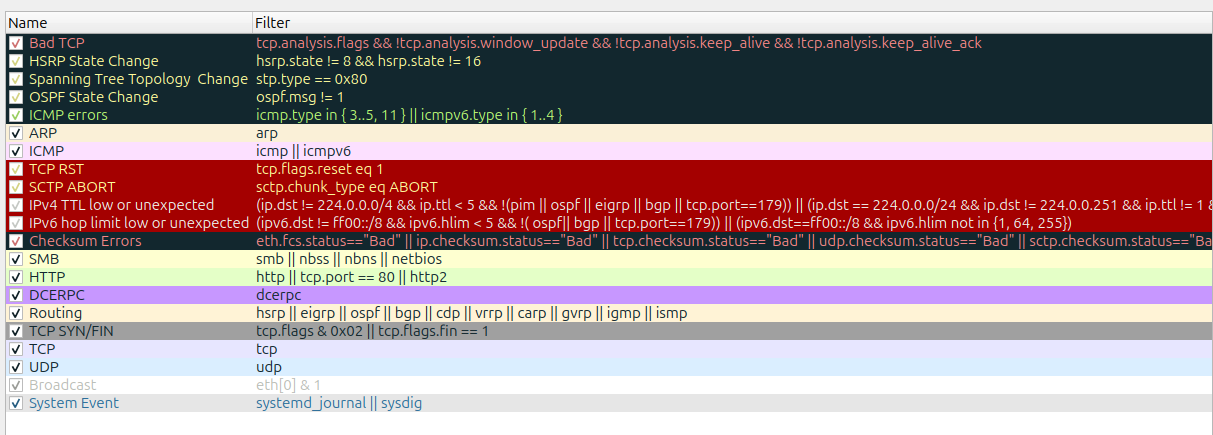 Name Filter
Bad TCP tcp.analysis.flags && !tcp.analysis.window_update && !tcp.analysis.keep_alive && !tcp.analysis.keep_alive_ack
HSRP State Change hsrp.state != 8 && hsrp.state != 16
Spanning Tree Topology  Change stp.type == 0x80
OSPF State Change ospf.msg != 1
ICMP errors icmp.type in { 3..5, 11 } || icmpv6.type in { 1..4 }
ARP arp
ICMP icmp || icmpv6
TCP RST tcp.flags.reset eq 1
SCTP ABORT sctp.chunk_type eq ABORT
IPv4 TTL low or unexpected (ip.dst != 224.0.0.0/4 && ip.ttl < 5 && !(pim || ospf || eigrp || bgp || tcp.port==179)) || (ip.dst == 224.0.0.0/24 && ip.dst != 224.0.0.251 && ip.ttl != 1 &
IPv6 hop limit low or unexpected (ipv6.dst != ff00::/8 && ipv6.hlim < 5 && !( ospf|| bgp || tcp.port==179)) || (ipv6.dst==ff00::/8 && ipv6.hlim not in {1, 64, 255})
Checksum Errors eth.fcs.status=="Bad" || ip.checksum.status=="Bad" || tcp.checksum.status=="Bad" || udp.checksum.status=="Bad" || sctp.checksum.status=="Ba
SMB smb || nbss || nbns || netbios
HTTP http || tcp.port == 80 || http2
DCERPC dcerpc
Routing hsrp || eigrp || ospf || bgp || cdp || vrrp || carp || gvrp || igmp || ismp
TCP SYN/FIN tcp.flags & 0x02 || tcp.flags.fin == 1
TCP tcp
UDP udp
Broadcast eth[0] & 1
System Event systemd_journal || sysdig